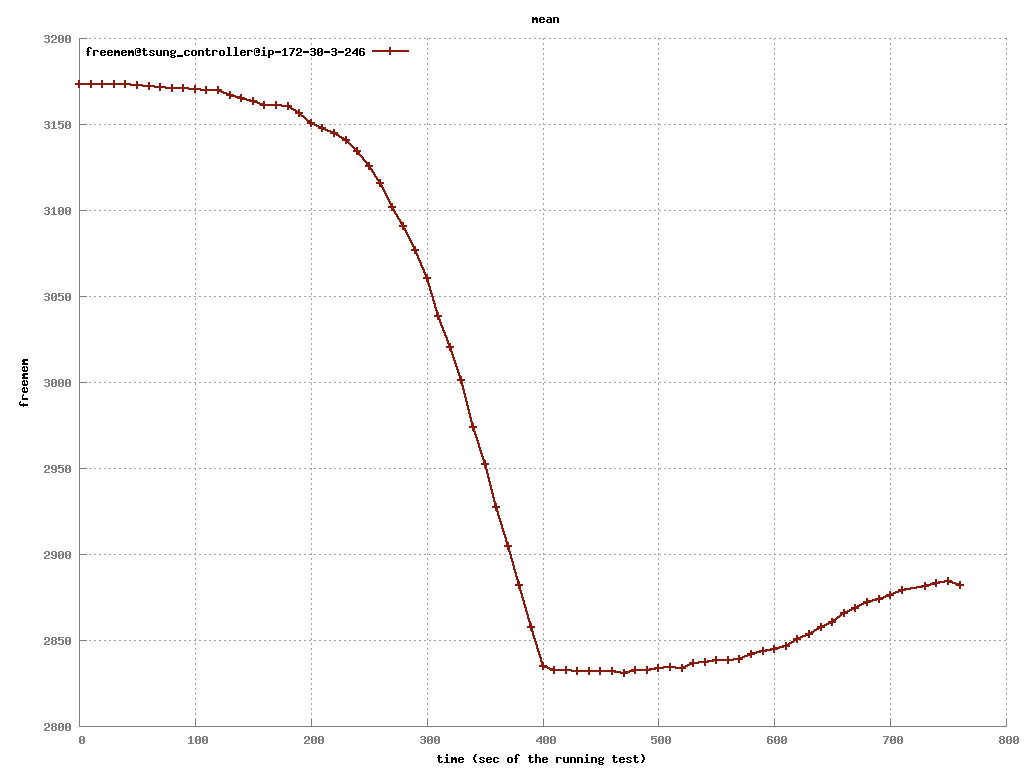 mean
3200
freemem@tsung_controller@ip-172-30-3-246
3150
3100
3050
3000
freemem
2950
2900
2850
2800
0 100 200 300 400 500 600 700 800
time (sec of the running test)